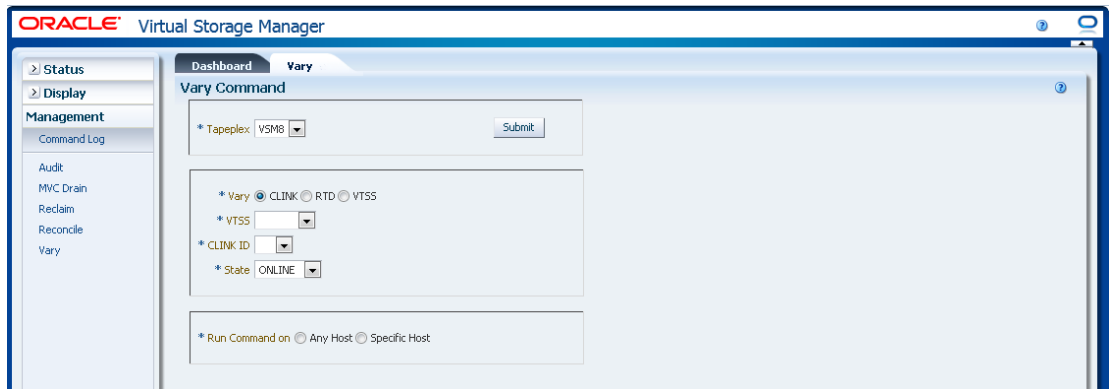 ORACLE Virtual Storage Manager
Status
Display
Management
Command Log
Audit
MVC Drain
Reclaim
Reconcile
Vary
Dashboard Vary
Vary Command
* Tapeplex VSM8 Submit
* Vary CLINK RTD VTSS
* VTSS
* CLINK ID
* State ONLINE
* Run Command on Any Host Specific Host